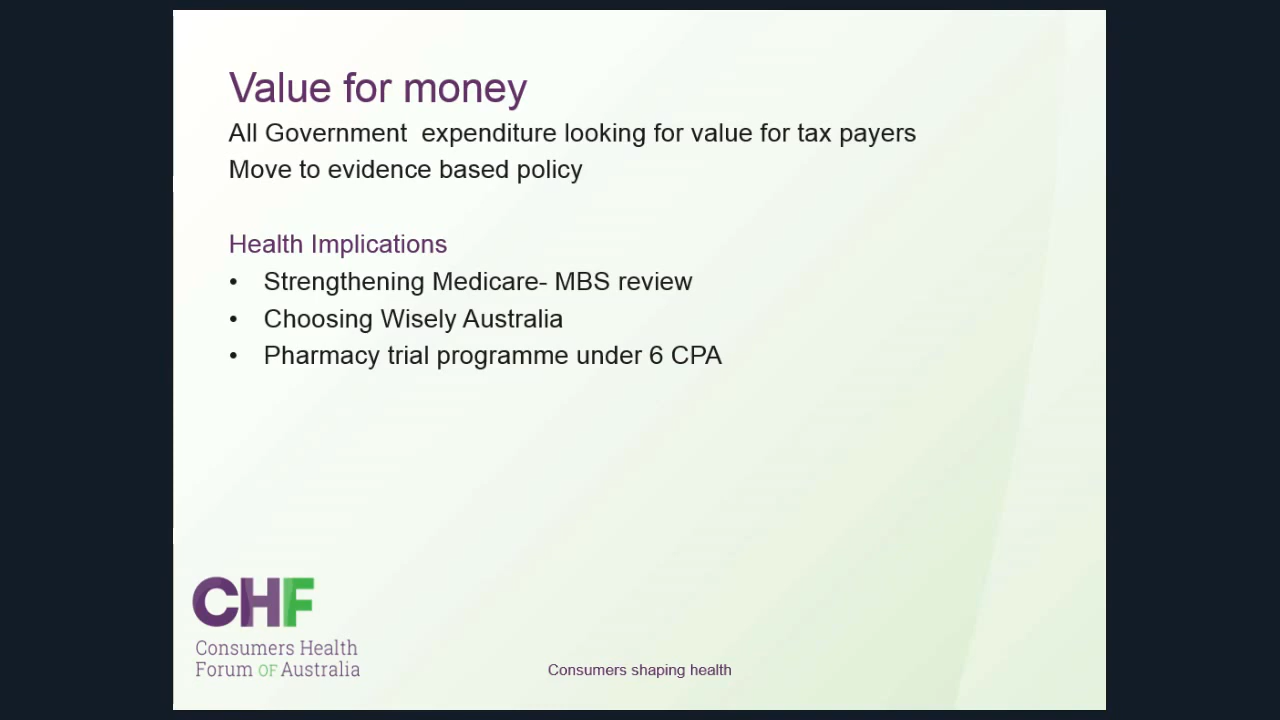 Value for money
All Government  expenditure looking for value for tax payers
Move to evidence based policy
Health Implications
• Strengthening Medicare- MBS review
• Choosing Wisely Australia
• Pharmacy trial programme under 6 CPA
CHF
Consumers Health
Forum OF Australia
Consumers shaping health